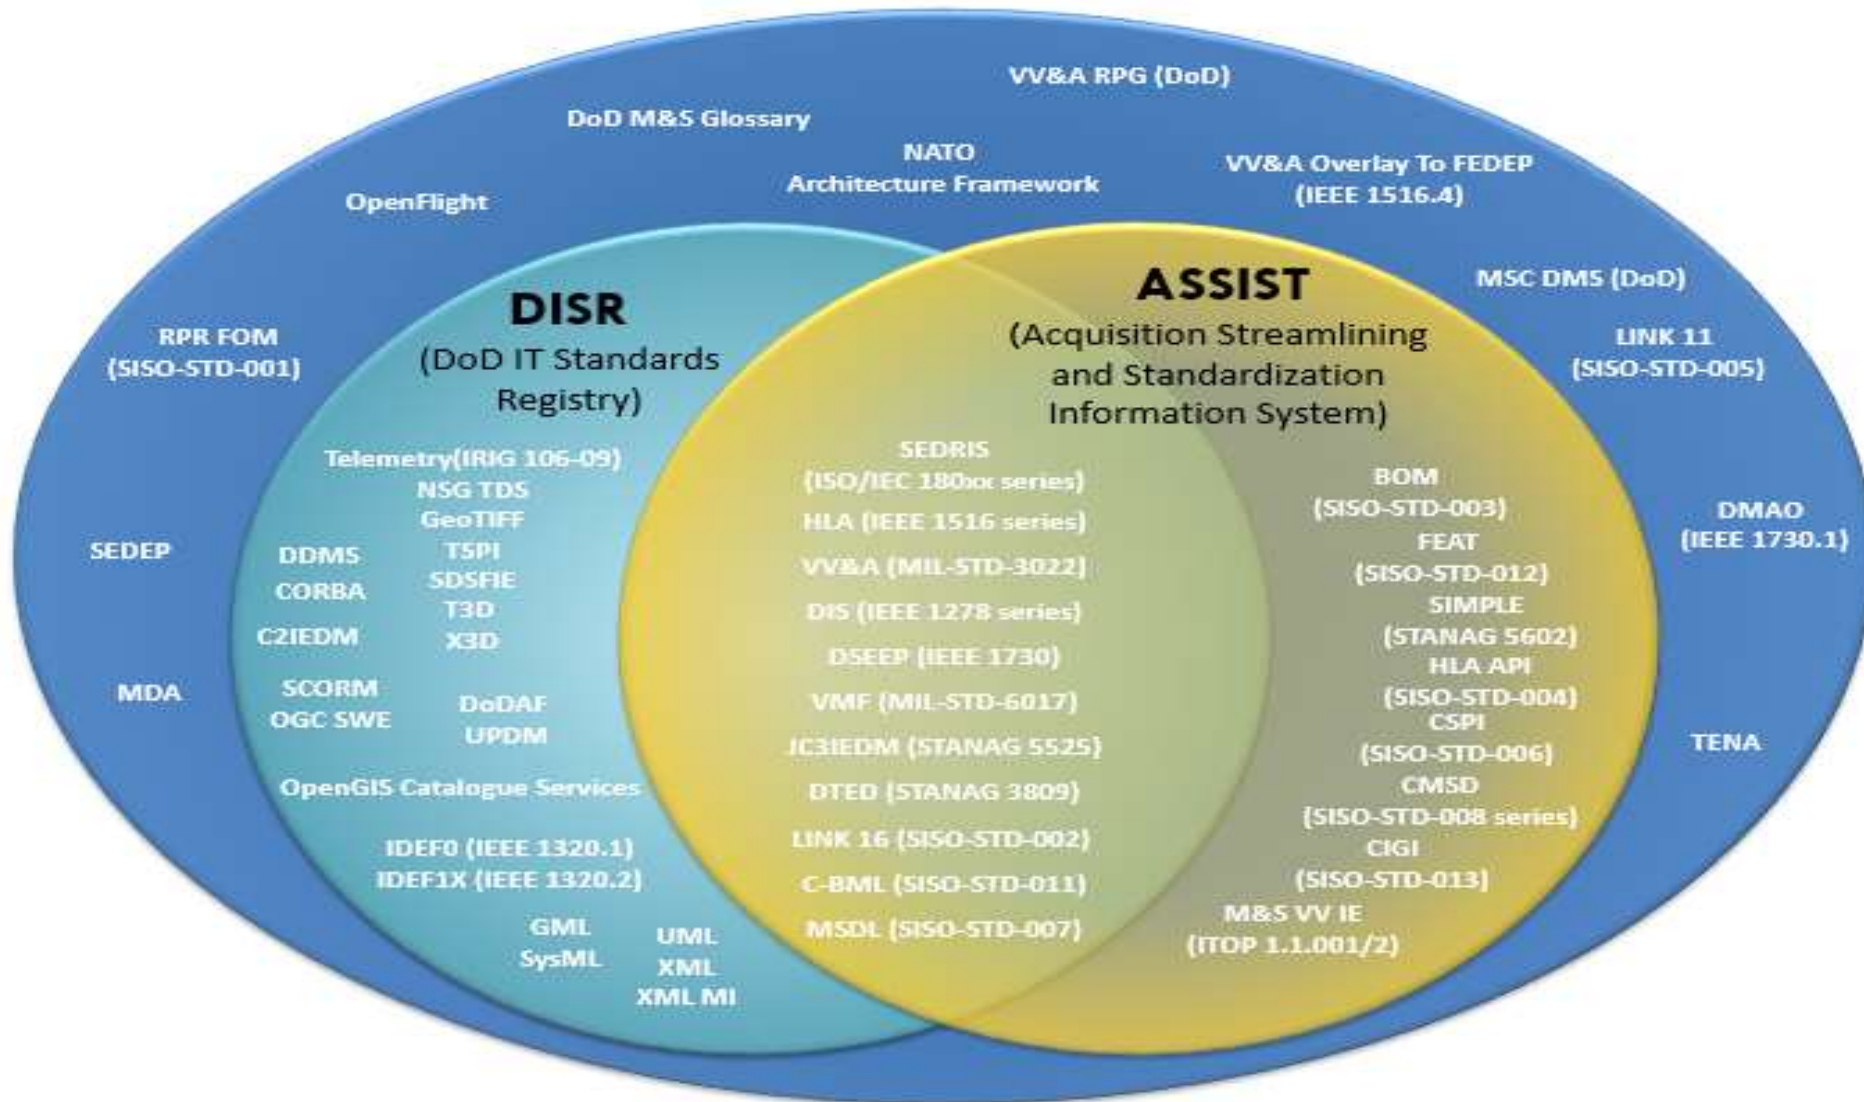 VV&A RPG (DoD)
DoD M&S Glossary
NATO
Architecture Framework
VV&A Overlay To FEDEP
(IEEE 1516.4)
OpenFlight
MSC DMS (DoD)
RPR FOM
(SISO-STD-001)
LINK 11
(SISO-STD-005)
SEDEP
DMAO
(IEEE 1730.1)
MDA
TENA
DISR
(DoD IT Standards
Registry)
Telemetry(IRIG 106-09)
NSG TDS
GeoTIFF
DDMS
TSPI
CORBA
SDSFIE
T3D
C2IEDM
X3D
SCORM
OGC SWE
DoDAF
UPDM
OpenGIS Catalogue Services
IDEF0 (IEEE 1320.1)
IDEF1X (IEEE 1320.2)
GML
SysML
UML
XML
XML MI
ASSIST
(Acquisition Streamlining
and Standardization
Information System)
SEDRIS
(ISO/IEC 180xx series)
HLA (IEEE 1516 series)
VV&A (MIL-STD-3022)
DIS (IEEE 1278 series)
DSEEP (IEEE 1730)
VMF (MIL-STD-6017)
JC3IEDM (STANAG 5525)
DTED (STANAG 3809)
LINK 16 (SISO-STD-002)
C-BML (SISO-STD-011)
MSDL (SISO-STD-007)
BOM
(SISO-STD-003)
FEAT
(SISO-STD-012)
SIMPLE
(STANAG 5602)
HLA API
(SISO-STD-004)
CSPI
(SISO-STD-006)
CMSD
(SISO-STD-008 series)
CIGI
(SISO-STD-013)
M&S VV IE
(ITOP 1.1.001/2)